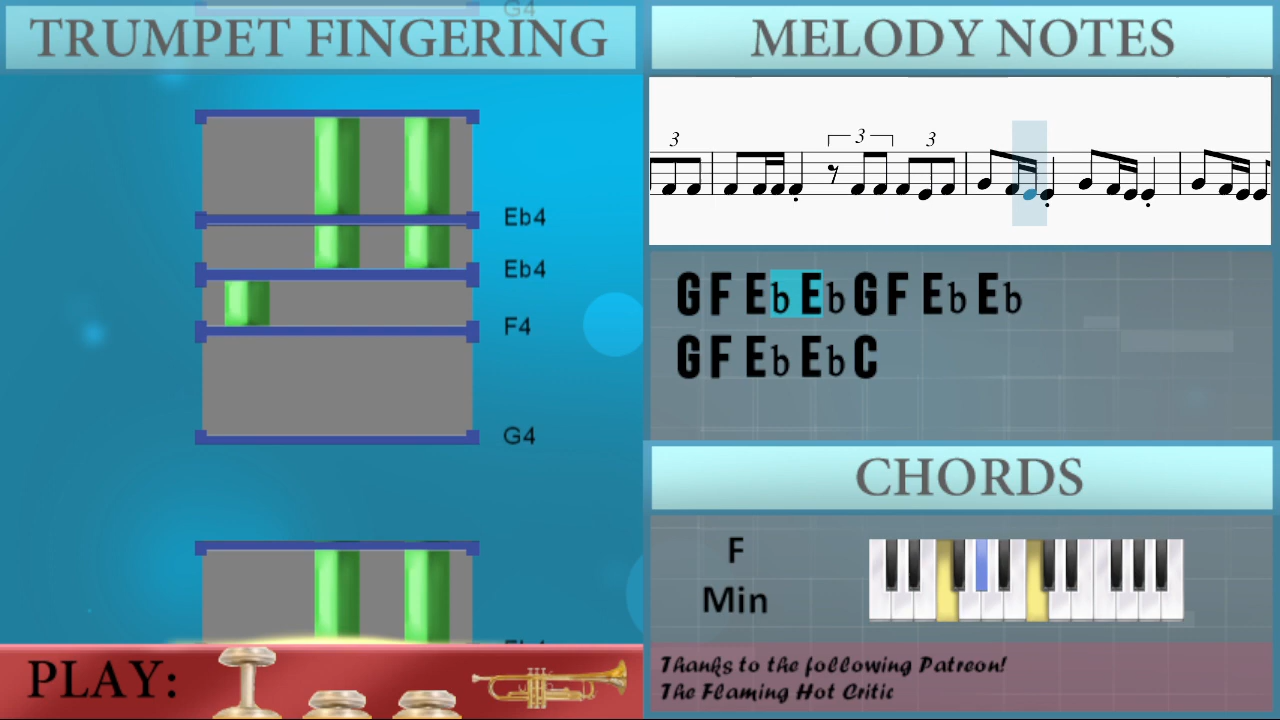 G4
TRUMPET FINGERING
MELODY NOTES
3
3
3
Eb4
Eb4
F4
G4
G F Eb Eb G F Eb Eb
G F Eb Eb C
CHORDS
F
Min
PLAY:
Thanks to the following Patreon!
The Flaming Hot Critic